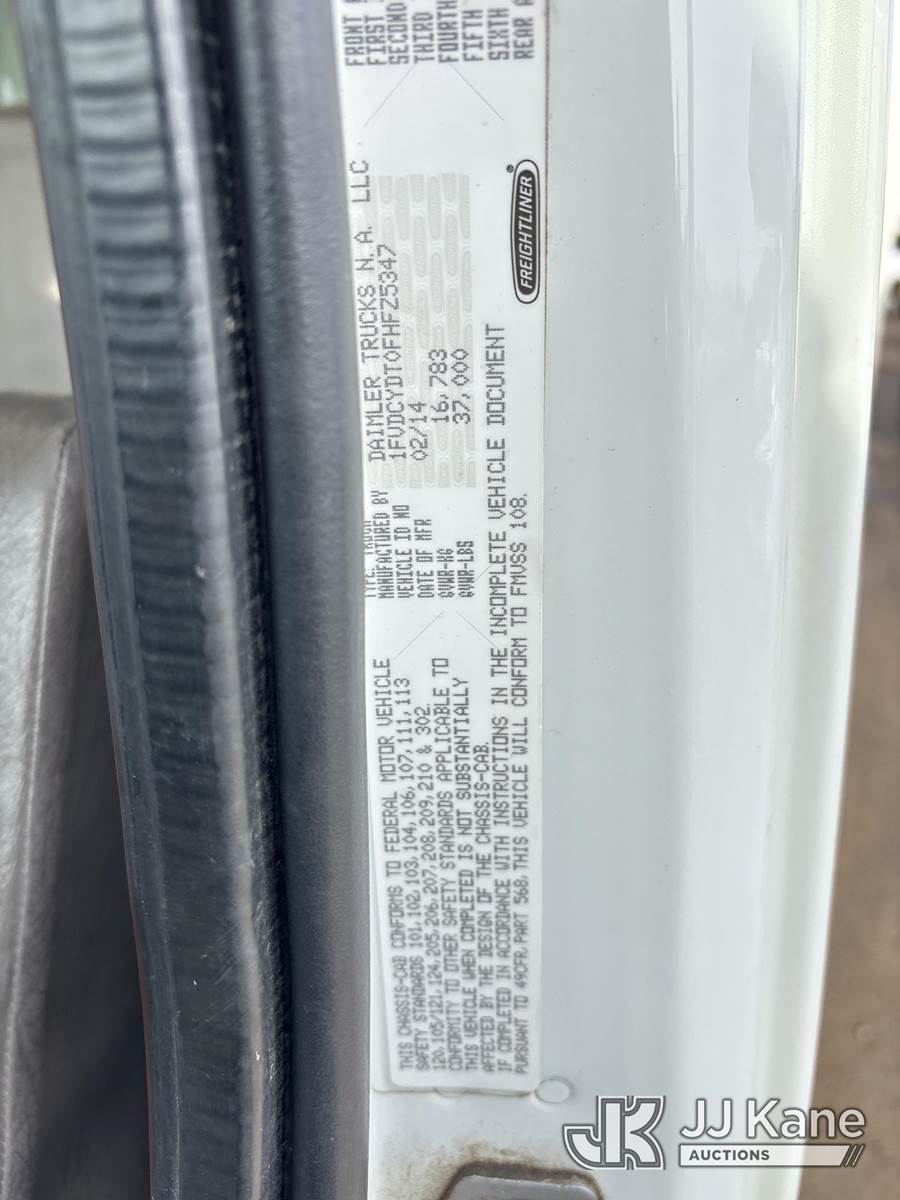 THIS CHASSIS-CAB CONFORMS TO FEDERAL MOTOR VEHICLE
SAFETY STANDARDS 101, 102, 103, 104, 106, 107, 111, 113
120, 105/121, 124, 205, 206, 207, 208, 209, 210 & 302.
CONFORMITY TO OTHER SAFETY STANDARDS APPLICABLE TO
THIS VEHICLE WHEN COMPLETED IS NOT SUBSTANTIALLY
AFFECTED BY THE DESIGN OF THE CHASSIS-CAB.
IF COMPLETED IN ACCORDANCE WITH INSTRUCTIONS IN THE INCOMPLETE VEHICLE DOCUMENT
PURSUANT TO 49CFR, PART 568, THIS VEHICLE WILL CONFORM TO FMVSS 108.
TYPE: TRUCK
MANUFACTURED BY DAIMLER TRUCKS N.A. LLC
VEHICLE ID NO 1FVDCYDT0FHFZ5347
DATE OF MFR 02/14
GVWR-KG 16,783
GVWR-LBS 37,000
FREIGHTLINER®
FRONT
FIRST
SECOND
THIRD
FOURTH
FIFTH
SIXTH
REAR
JK JJ Kane
AUCTIONS